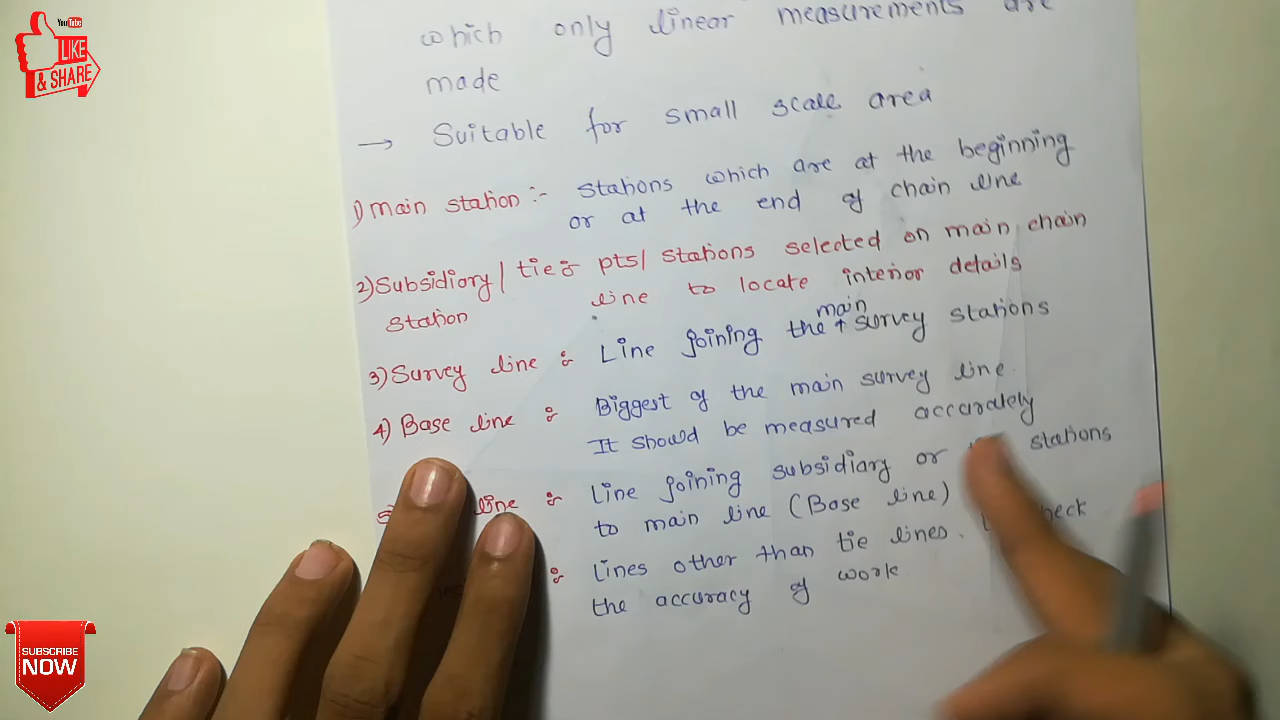 YouTube
LIKE
& SHARE
which only linear measurements are
made
→ Suitable for small scale area
1) Main station :- stations which are at the beginning
or at the end of chain line
2) Subsidiory / tie :- pts/ stations selected on main chain
station line to locate interior details
3) Survey line :- Line joining the main survey stations
4) Base line :- Biggest of the main survey line.
It should be measured accurately
line :- Line joining subsidiary or stations
to main line (Base line)
:- lines other than tie lines.
the accuracy of work
SUBSCRIBE
NOW